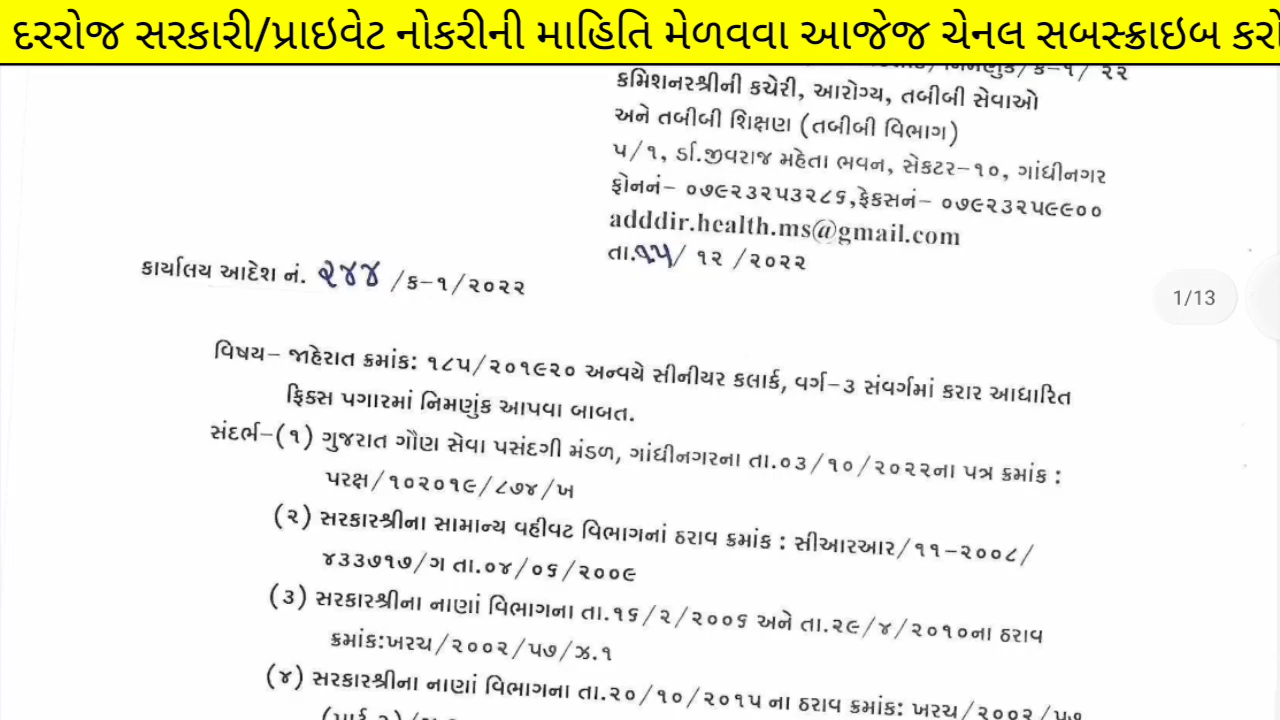 દરરોજ સરકારી/પ્રાઇવેટ નોકરીની માહિતિ મેળવવા આજેજ ચેનલ સબસ્ક્રાઇબ કરો
નિમણુંક/ક-૧/ ૨૨
કમિશનરશ્રીની કચેરી, આરોગ્ય, તબીબી સેવાઓ
અને તબીબી શિક્ષણ (તબીબી વિભાગ)
૫/૧, ર્ડા.જીવરાજ મહેતા ભવન, સેકટર-૧૦, ગાંધીનગર
ફોનનં- ૦૭૯૨૩૨૫૩૨૮૬,ફેકસનં- ૦૭૯૨૩૨૫૯૯૦૦
adddir.health.ms@gmail.com
તા.૧૫/ ૧૨ /૨૦૨૨
કાર્યાલય આદેશ નં. ૨૪૪ /ક-૧/૨૦૨૨
1/13
વિષય- જાહેરાત ક્રમાંક: ૧૮૫/૨૦૧૯૨૦ અન્વયે સીનીયર કલાર્ક, વર્ગ-૩ સંવર્ગમાં કરાર આધારિત
ફિકસ પગારમાં નિમણુંક આપવા બાબત.
સંદર્ભ-(૧) ગુજરાત ગૌણ સેવા પસંદગી મંડળ, ગાંધીનગરના તા.૦૩/૧૦/૨૦૨૨ના પત્ર ક્રમાંક :
પરક્ષ/૧૦૨૦૧૯/૮૭૪/ખ
(૨) સરકારશ્રીના સામાન્ય વહીવટ વિભાગનાં ઠરાવ ક્રમાંક : સીઆરઆર/૧૧-૨૦૦૮/
૪૩૩૭૧૭/ગ તા.૦૪/૦૬/૨૦૦૯
(૩) સરકારશ્રીના નાણાં વિભાગના તા.૧૬/૨/૨૦૦૬ અને તા.૨૯/૪/૨૦૧૦ના ઠરાવ
ક્રમાંક:ખરચ/૨૦૦૨/૫૭/ઝ.૧
(૪) સરકારશ્રીના નાણાં વિભાગના તા.૨૦/૧૦/૨૦૧૫ ના ઠરાવ ક્રમાંક: ખરચ/૨૦૦૨/૫૭